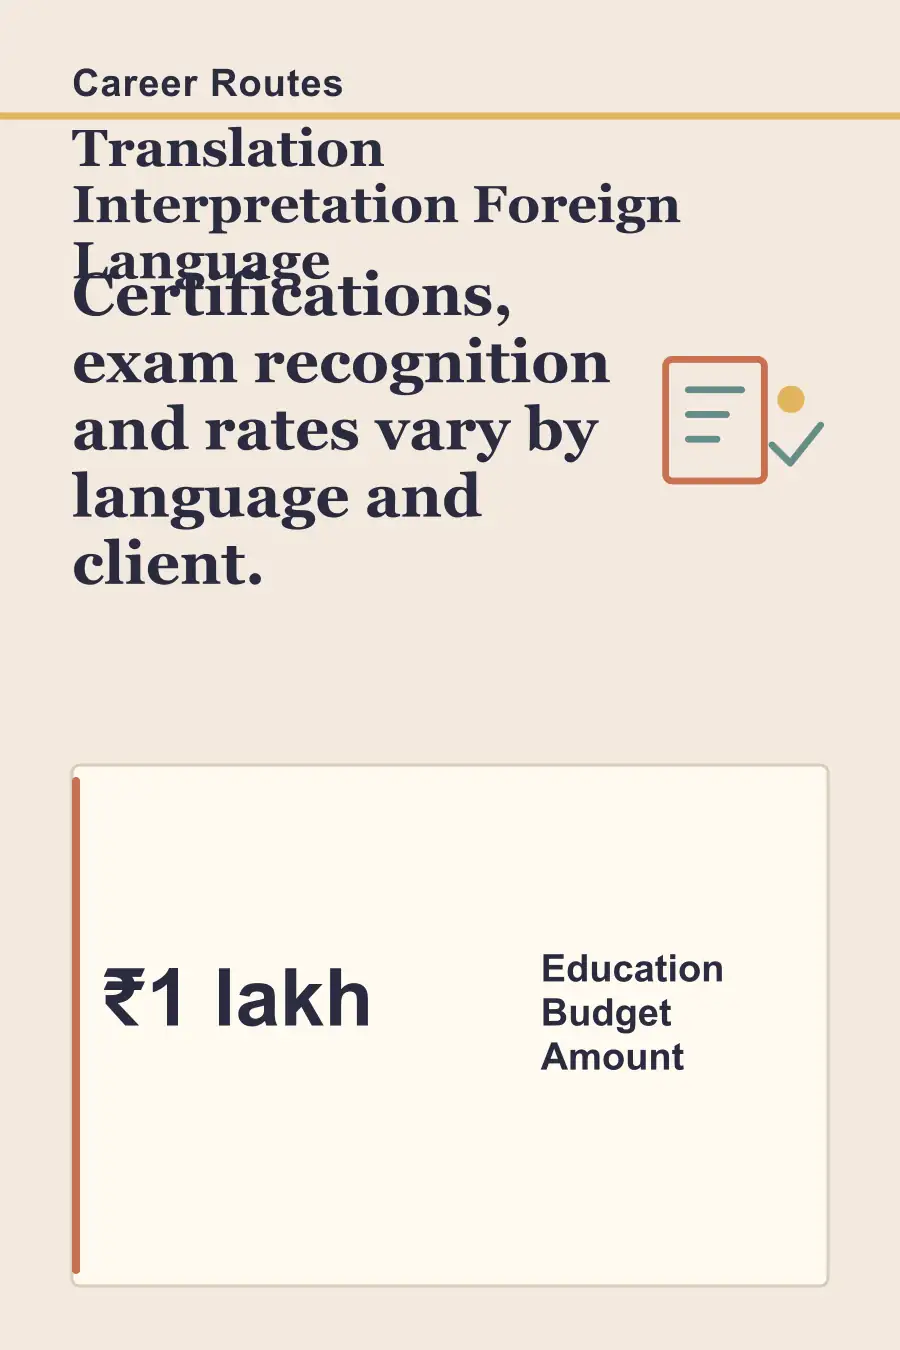 Career Routes
Translation
Interpretation Foreign
Language
Certifications,
exam recognition
and rates vary by
language and
client.
₹1 lakh
Education
Budget
Amount